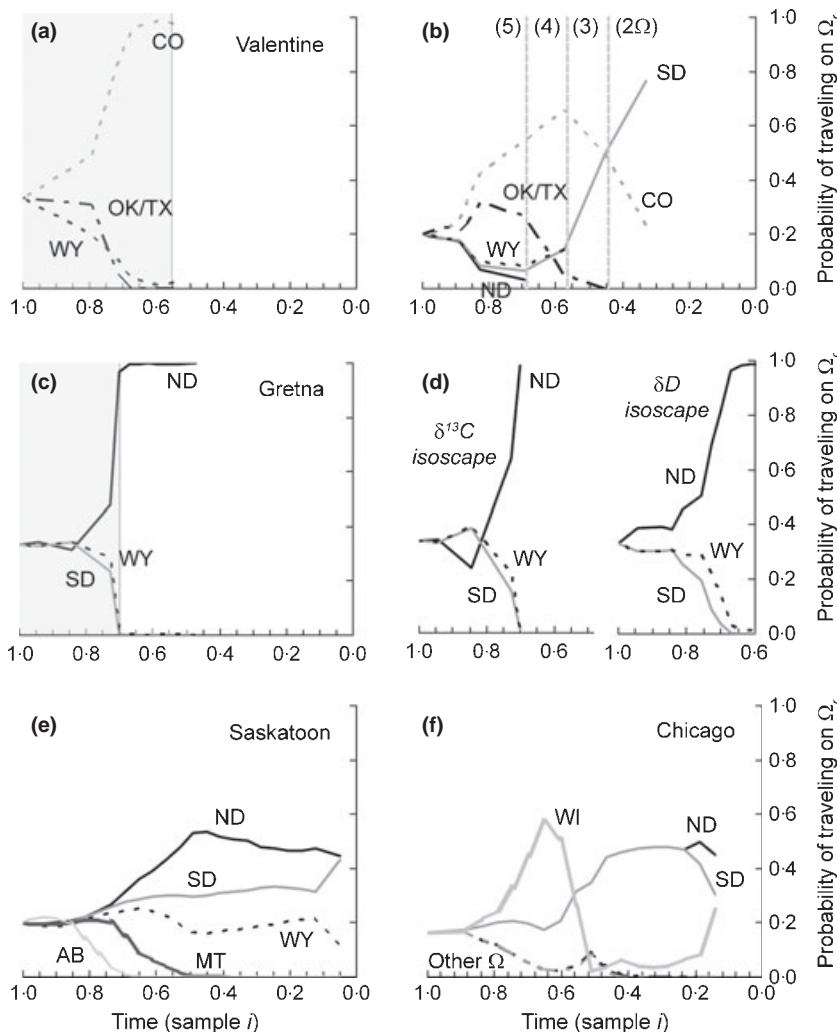 (a)
Valentine
CO
OK/TX
WY
1·0 0·8 0·6 0·4 0·2 0·0
(b)
(5) (4) (3) (2Ω)
SD
CO
OK/TX
WY
ND
1·0
0·8
0·6
0·4
0·2
0·0
1·0 0·8 0·6 0·4 0·2 0·0
Probability of traveling on Ω,
(c)
Gretna
ND
WY
SD
1·0 0·8 0·6 0·4 0·2 0·0
(d)
δ13C
isoscape
ND
WY
SD
1·0 0·8 0·6
δD
isoscape
ND
WY
SD
1·0
0·8
0·6
0·4
0·2
0·0
1·0 0·8 0·6
Probability of traveling on Ω,
(e)
Saskatoon
ND
SD
WY
AB
MT
1·0 0·8 0·6 0·4 0·2 0·0
Time (sample i)
(f)
Chicago
WI
ND
SD
Other Ω
1·0
0·8
0·6
0·4
0·2
0·0
1·0 0·8 0·6 0·4 0·2 0·0
Time (sample i)
Probability of traveling on Ω,